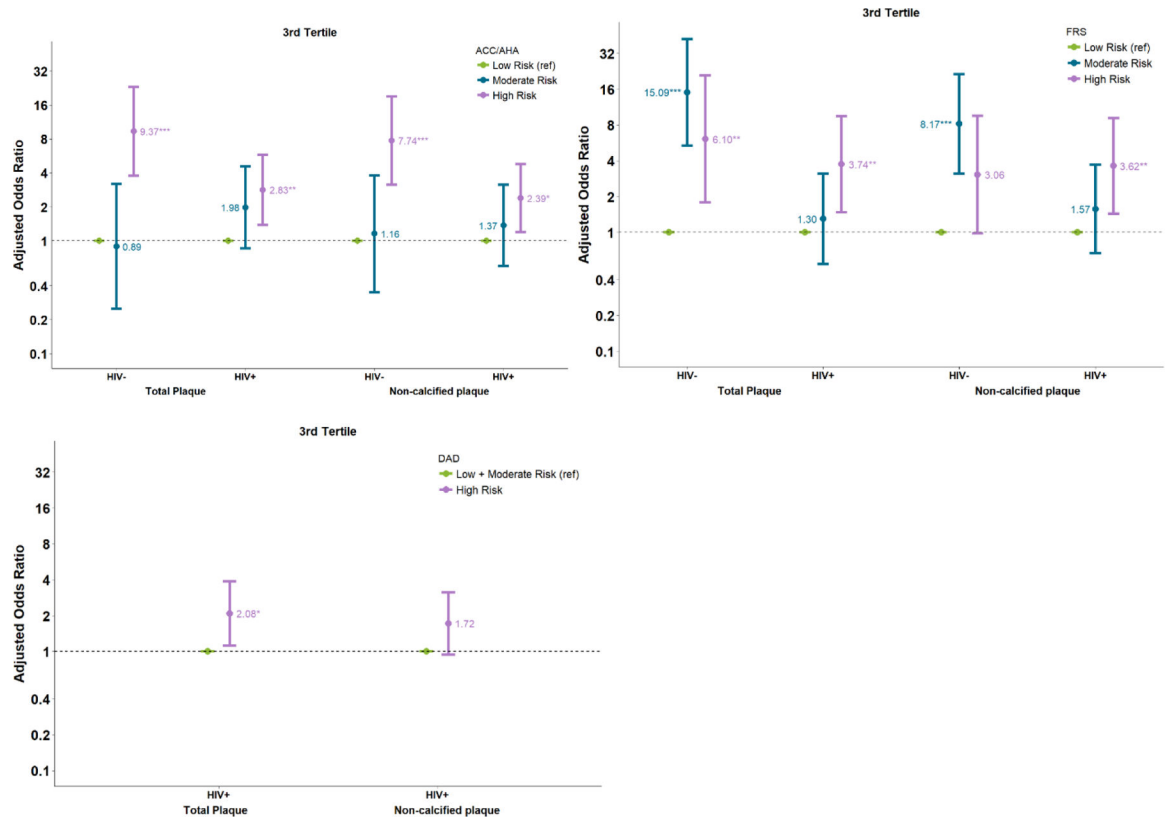 3rd Tertile
ACC/AHA
Low Risk (ref)
Moderate Risk
High Risk
Adjusted Odds Ratio
32
16
8
4
2
1
0.4
0.2
0.1
9.37***
0.89
1.98
2.83**
7.74***
1.16
1.37
2.39*
HIV- HIV+ HIV- HIV+
Total Plaque Non-calcified plaque
3rd Tertile
FRS
Low Risk (ref)
Moderate Risk
High Risk
Adjusted Odds Ratio
32
16
8
4
2
1
0.4
0.2
0.1
15.09***
6.10**
1.30
3.74**
8.17***
3.06
1.57
3.62**
HIV- HIV+ HIV- HIV+
Total Plaque Non-calcified plaque
3rd Tertile
DAD
Low + Moderate Risk (ref)
High Risk
Adjusted Odds Ratio
32
16
8
4
2
1
0.4
0.2
0.1
2.08*
1.72
HIV+ HIV+
Total Plaque Non-calcified plaque